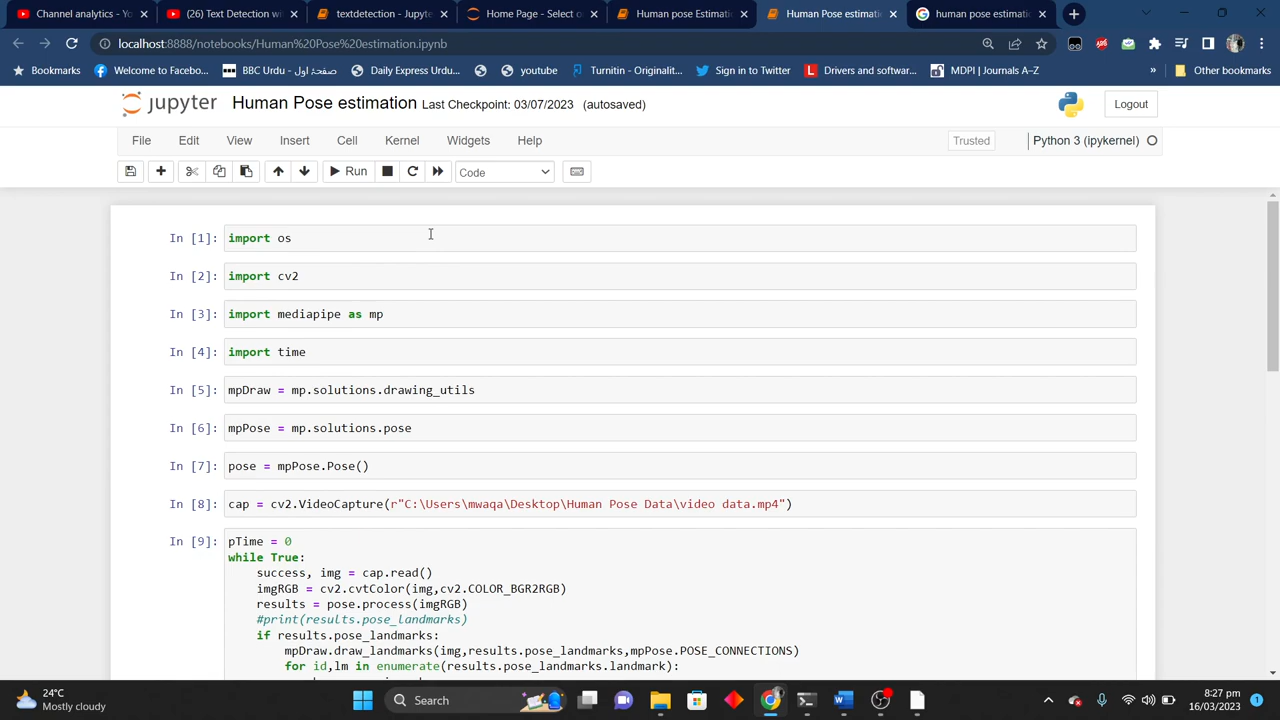 Channel analytics - Yo
(26) Text Detection wi
textdetection - Jupyte
Home Page - Select o
Human pose Estimatio
Human Pose estimatio
human pose estimatio
localhost:8888/notebooks/Human%20Pose%20estimation.ipynb
Bookmarks
Welcome to Facebo...
BBC Urdu - صفحۂ اول
Daily Express Urdu...
youtube
Turnitin - Originalit...
Sign in to Twitter
Drivers and softwar...
MDPI | Journals A–Z
»
Other bookmarks
jupyter Human Pose estimation Last Checkpoint: 03/07/2023 (autosaved)
Logout
File Edit View Insert Cell Kernel Widgets Help
Trusted
Python 3 (ipykernel)
Run
Code
In [1]: import os
In [2]: import cv2
In [3]: import mediapipe as mp
In [4]: import time
In [5]: mpDraw = mp.solutions.drawing_utils
In [6]: mpPose = mp.solutions.pose
In [7]: pose = mpPose.Pose()
In [8]: cap = cv2.VideoCapture(r"C:\Users\mwaqa\Desktop\Human Pose Data\video data.mp4")
In [9]: pTime = 0
while True:
success, img = cap.read()
imgRGB = cv2.cvtColor(img,cv2.COLOR_BGR2RGB)
results = pose.process(imgRGB)
#print(results.pose_landmarks)
if results.pose_landmarks:
mpDraw.draw_landmarks(img,results.pose_landmarks,mpPose.POSE_CONNECTIONS)
for id,lm in enumerate(results.pose_landmarks.landmark):
24°C
Mostly cloudy
Search
8:27 pm
16/03/2023
1